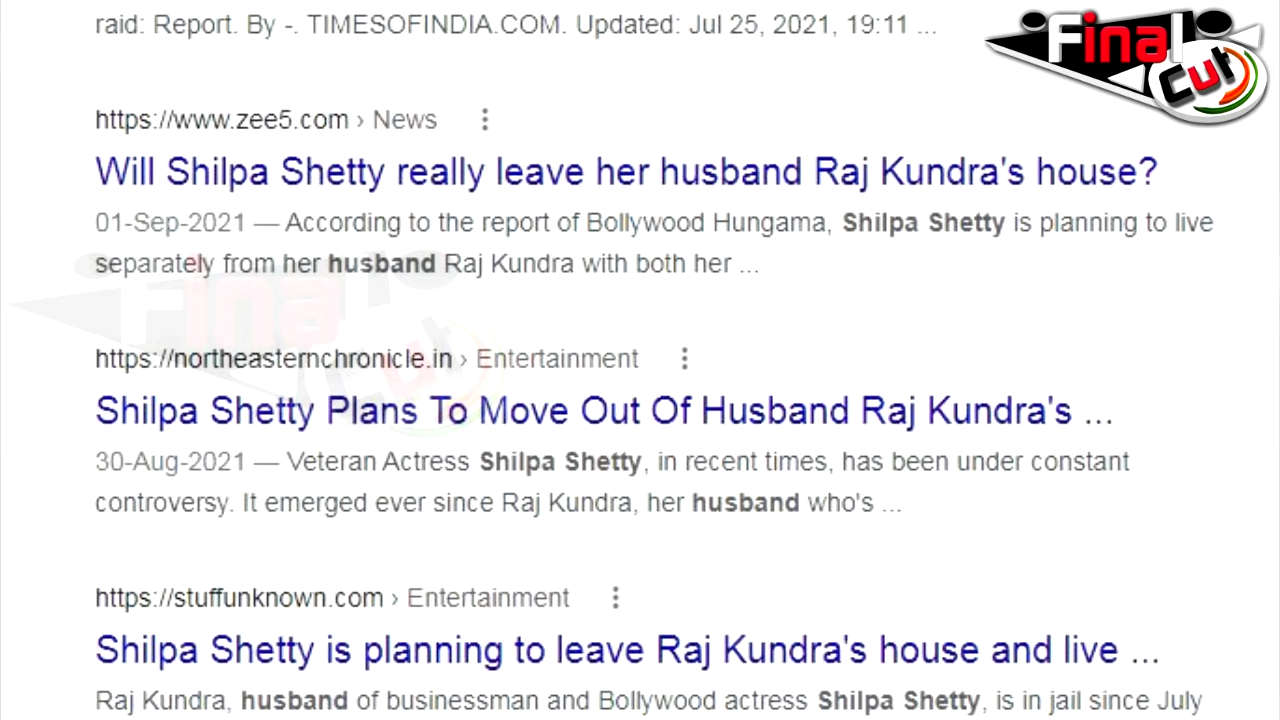 raid: Report. By -. TIMESOFINDIA.COM. Updated: Jul 25, 2021, 19:11 ...
Final
Cut
https://www.zee5.com › News
Will Shilpa Shetty really leave her husband Raj Kundra's house?
01-Sep-2021 — According to the report of Bollywood Hungama, Shilpa Shetty is planning to live
separately from her husband Raj Kundra with both her ...
Final
Cut
https://northeasternchronicle.in › Entertainment
Shilpa Shetty Plans To Move Out Of Husband Raj Kundra's ...
30-Aug-2021 — Veteran Actress Shilpa Shetty, in recent times, has been under constant
controversy. It emerged ever since Raj Kundra, her husband who's ...
https://stuffunknown.com › Entertainment
Shilpa Shetty is planning to leave Raj Kundra's house and live ...
Raj Kundra, husband of businessman and Bollywood actress Shilpa Shetty, is in jail since July